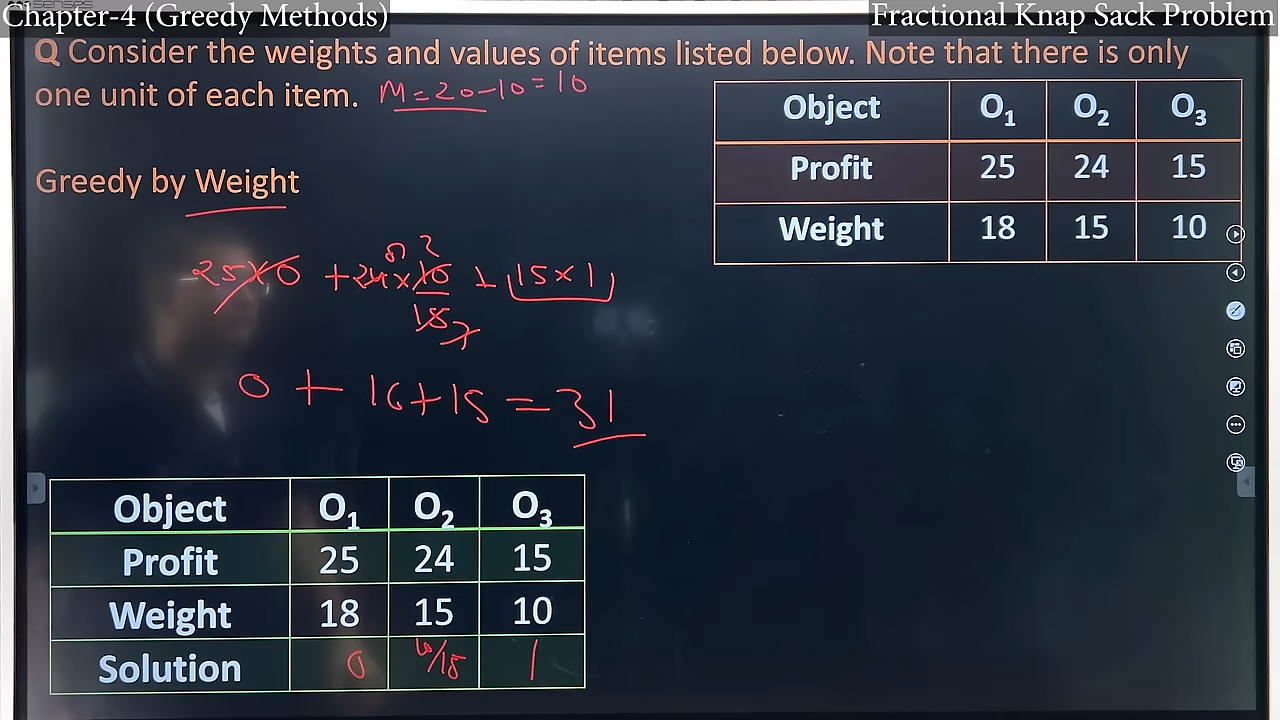 Chapter-4 (Greedy Methods)
Fractional Knap Sack Problem
Q Consider the weights and values of items listed below. Note that there is only
one unit of each item. M = 20-10 = 10
Object O1 O2 O3
Profit 25 24 15
Weight 18 15 10
Greedy by Weight
25×0 + 24×10/15 + 15×1
0 + 16+15 = 31
Object O1 O2 O3
Profit 25 24 15
Weight 18 15 10
Solution 0 10/15 1